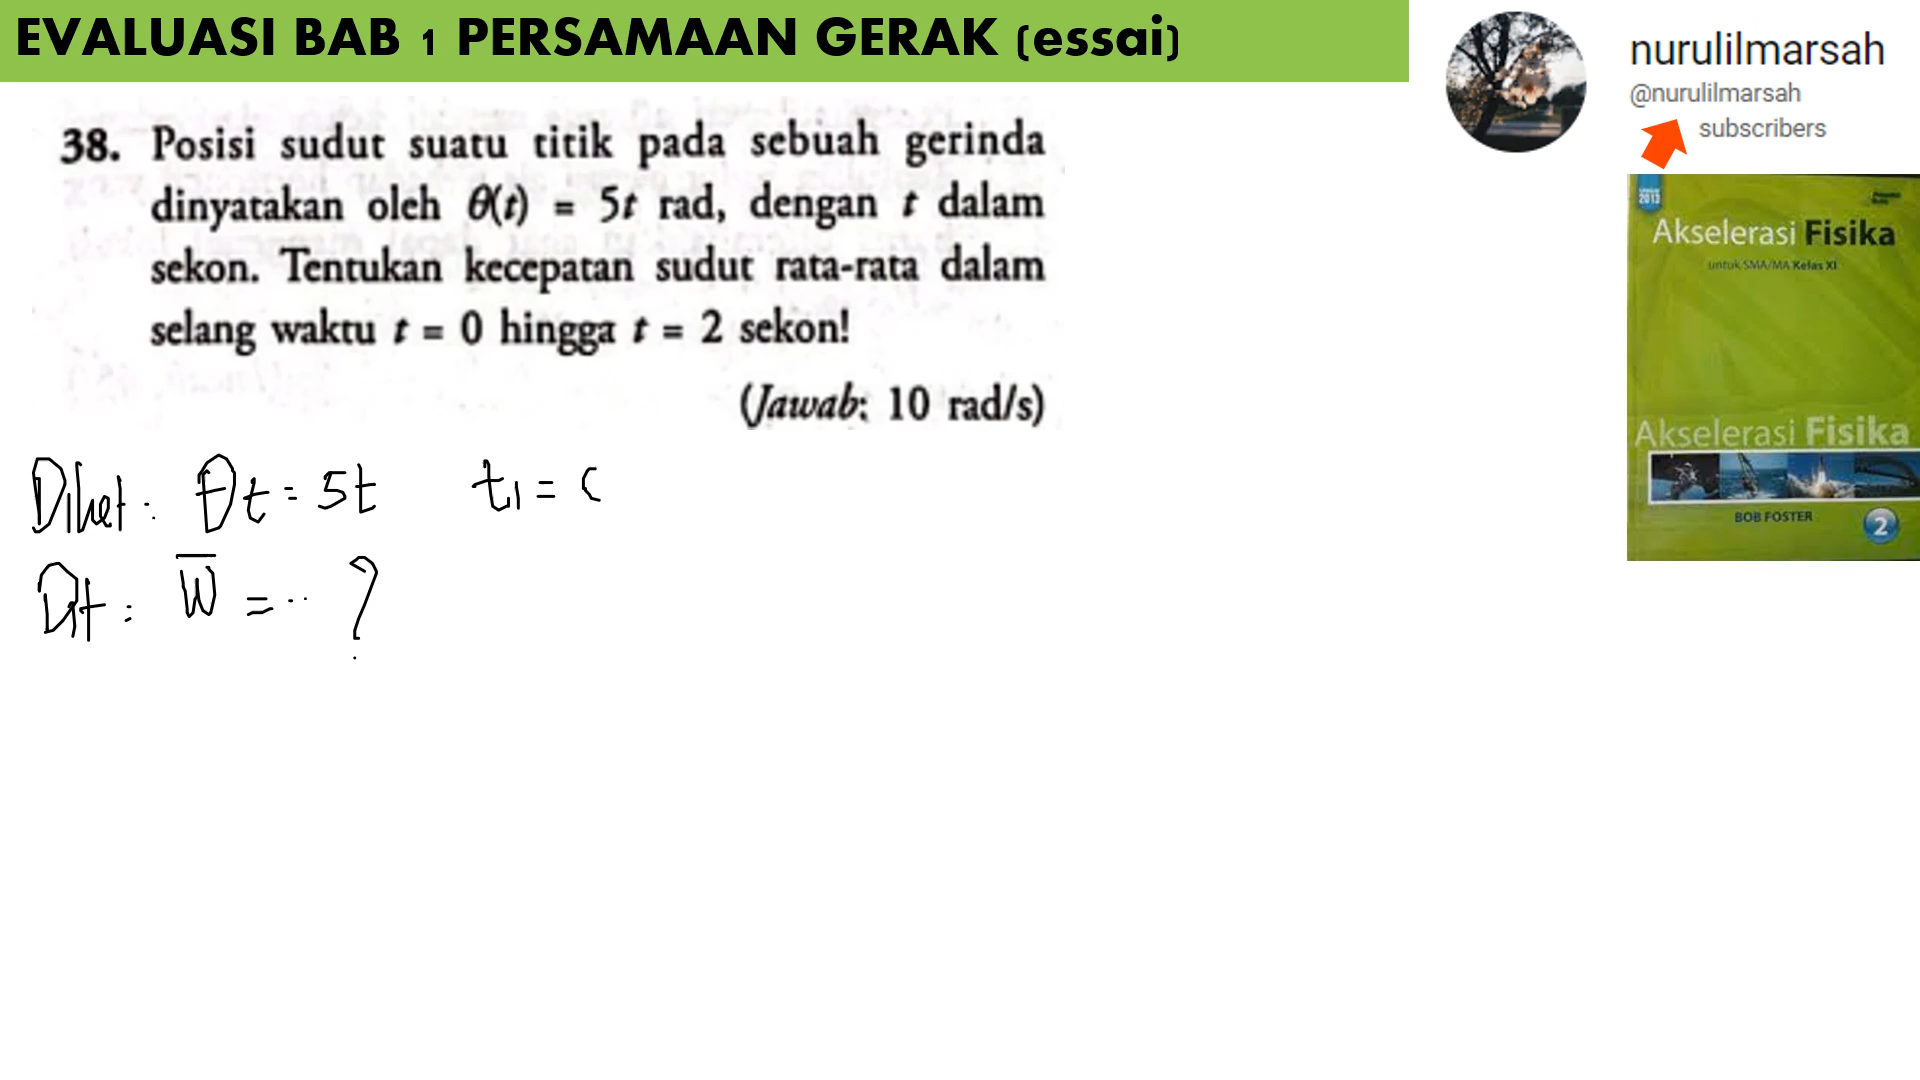 EVALUASI BAB 1 PERSAMAAN GERAK (essai)
nurulilmarsah
@nurulilmarsah
subscribers
38. Posisi sudut suatu titik pada sebuah gerinda
dinyatakan oleh θ(t) = 5t rad, dengan t dalam
sekon. Tentukan kecepatan sudut rata-rata dalam
selang waktu t = 0 hingga t = 2 sekon!
(Jawab: 10 rad/s)
2013
Akselerasi Fisika
untuk SMA/MA Kelas XI
Akselerasi Fisika
BOB FOSTER
2
Diket : θt = 5t t1 =
Dit : W̅ = .. ?